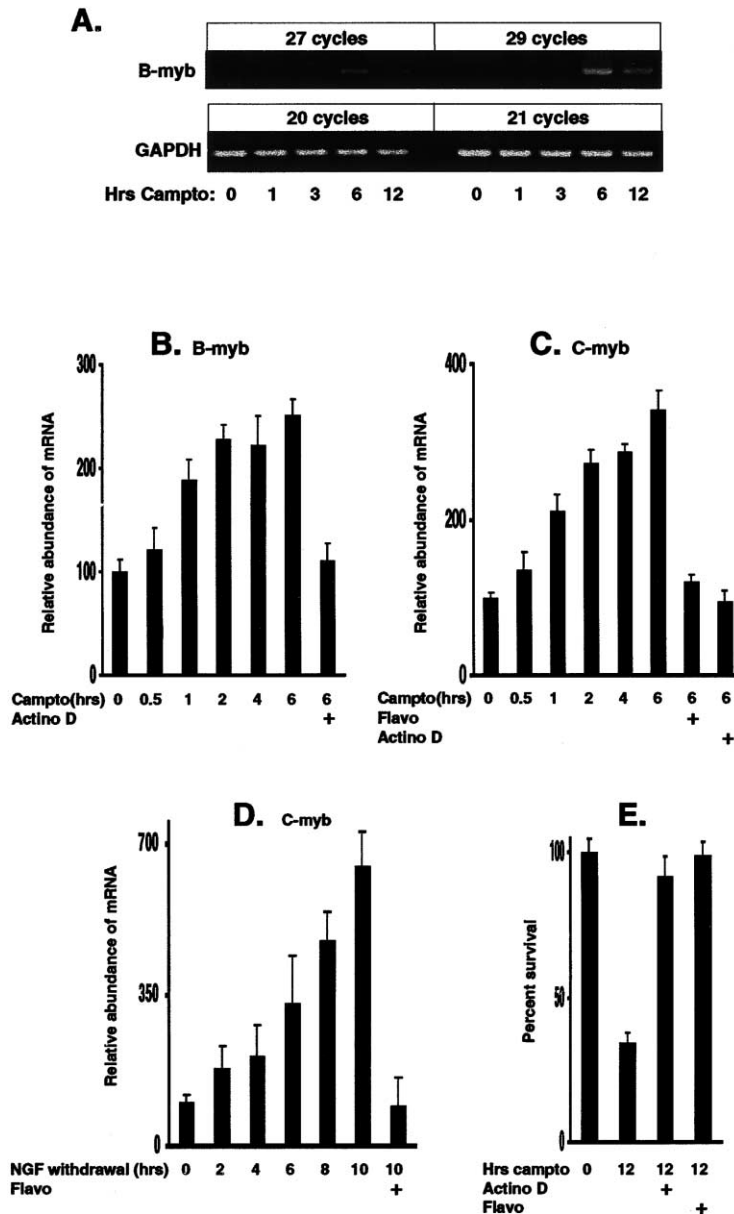 A.
27 cycles 29 cycles
B-myb
20 cycles 21 cycles
GAPDH
Hrs Campto: 0 1 3 6 12 0 1 3 6 12
B. B-myb
Relative abundance of mRNA
300
200
100
0
Campto(hrs) 0 0.5 1 2 4 6 6
Actino D +
C. C-myb
Relative abundance of mRNA
400
200
0
Campto(hrs) 0 0.5 1 2 4 6 6 6
Flavo +
Actino D +
D. C-myb
Relative abundance of mRNA
700
350
0
NGF withdrawal (hrs) 0 2 4 6 8 10 10
Flavo +
E.
Percent survival
100
50
0
Hrs campto 0 12 12 12
Actino D +
Flavo +